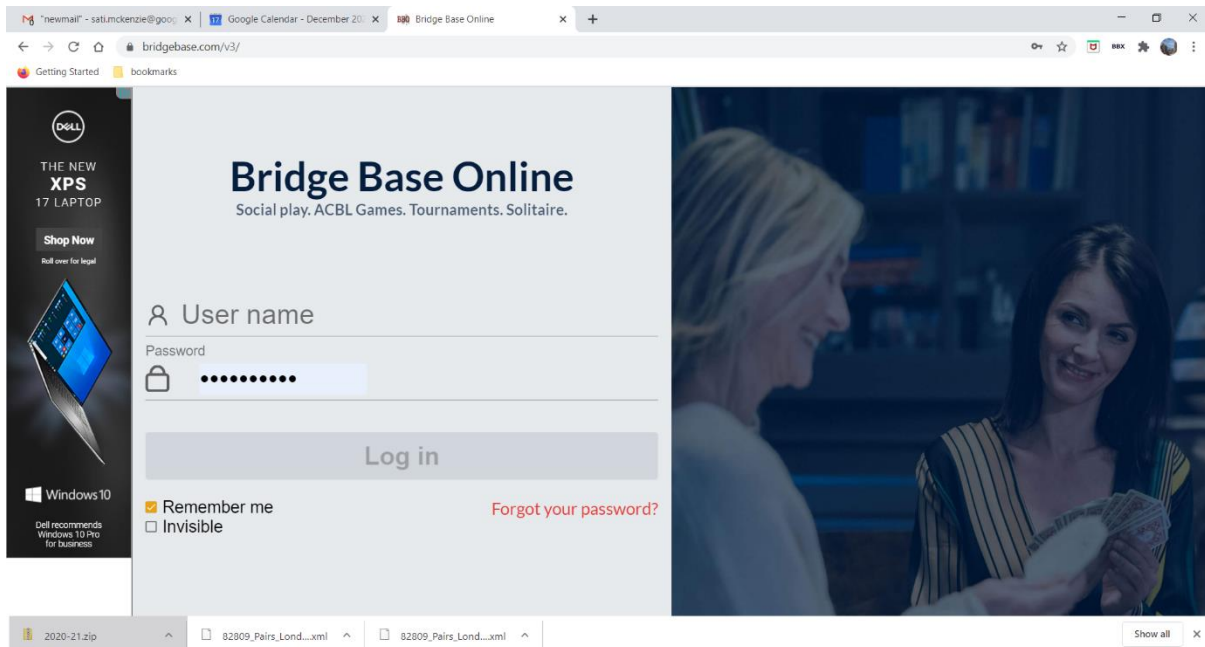 "newmail" - sati.mckenzie@goog
17 Google Calendar - December 20
BBO Bridge Base Online
bridgebase.com/v3/
BBX
Getting Started
bookmarks
DELL
THE NEW
XPS
17 LAPTOP
Shop Now
Roll over for legal
Windows 10
Dell recommends
Windows 10 Pro
for business
Bridge Base Online
Social play. ACBL Games. Tournaments. Solitaire.
User name
Password
Log in
Remember me
Forgot your password?
Invisible
2020-21.zip
82809_Pairs_Lond....xml
82809_Pairs_Lond....xml
Show all